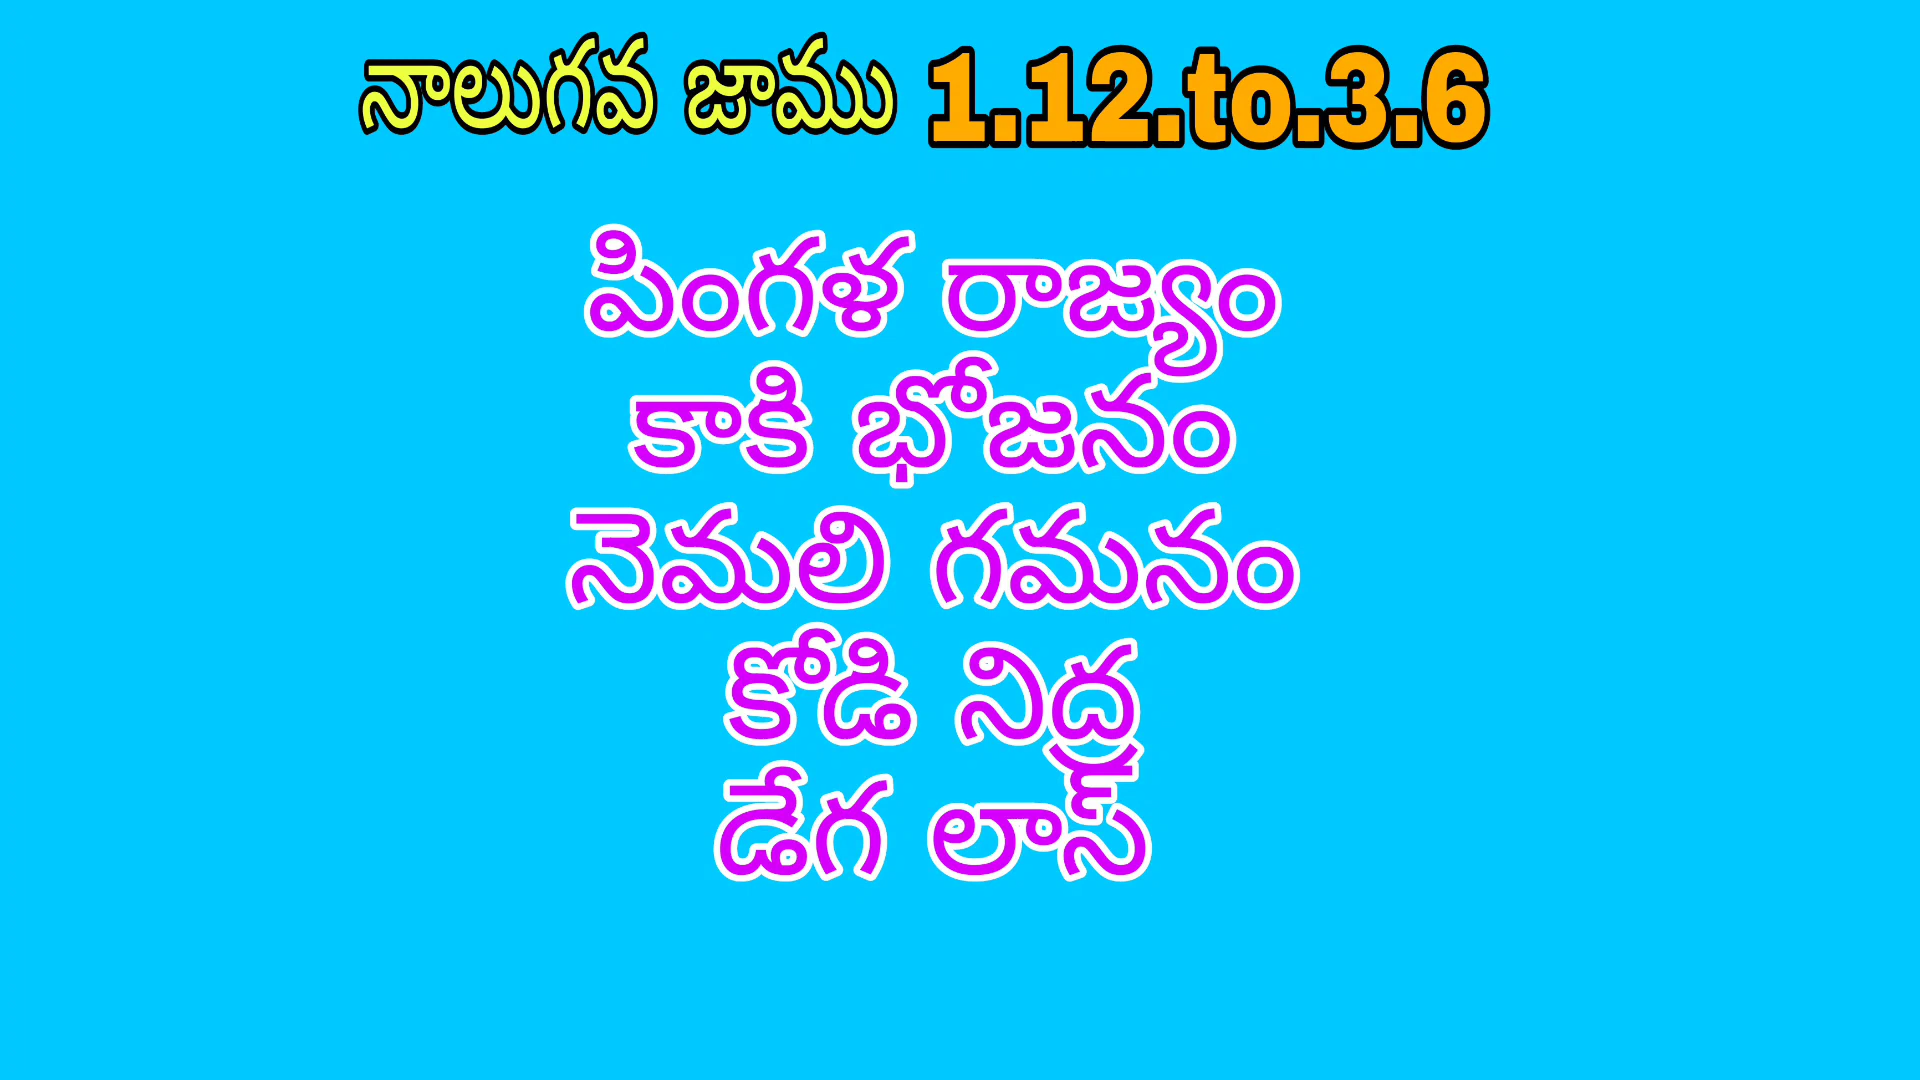 నాలుగవ జాము 1.12.to.3.6
పింగళ రాజ్యం
కాకి భోజనం
నెమలి గమనం
కోడి నిద్ర
డేగ లాస్